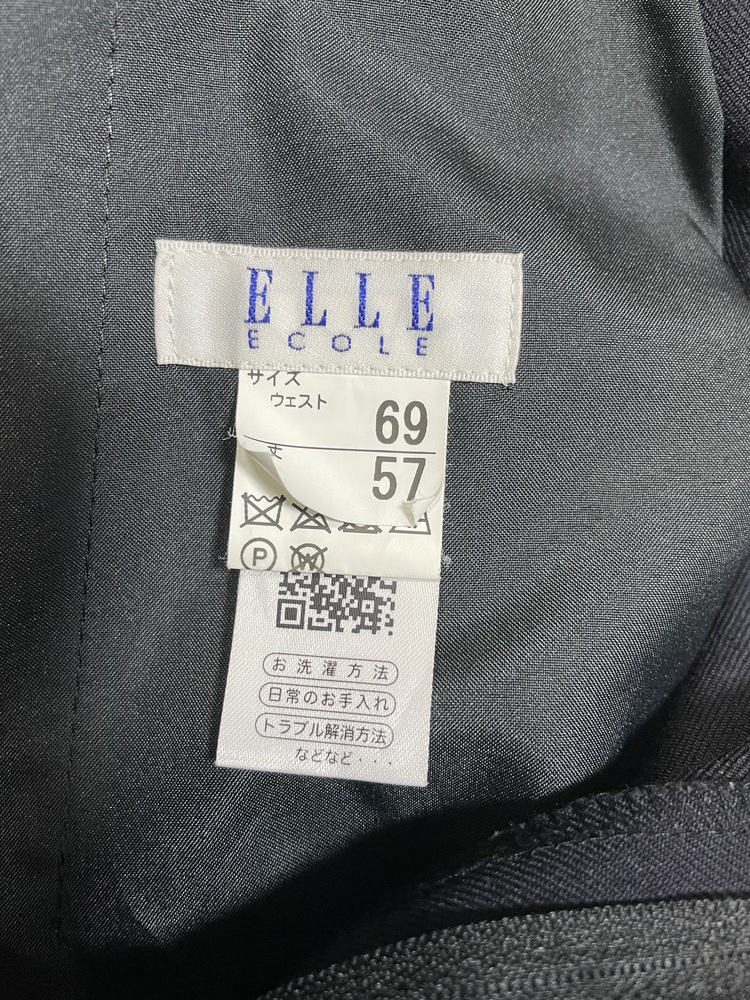 ELLE
ECOLE
サイズ
ウェスト 69
丈 57
P W
お洗濯方法
日常のお手入れ
トラブル解消方法
などなど・・・